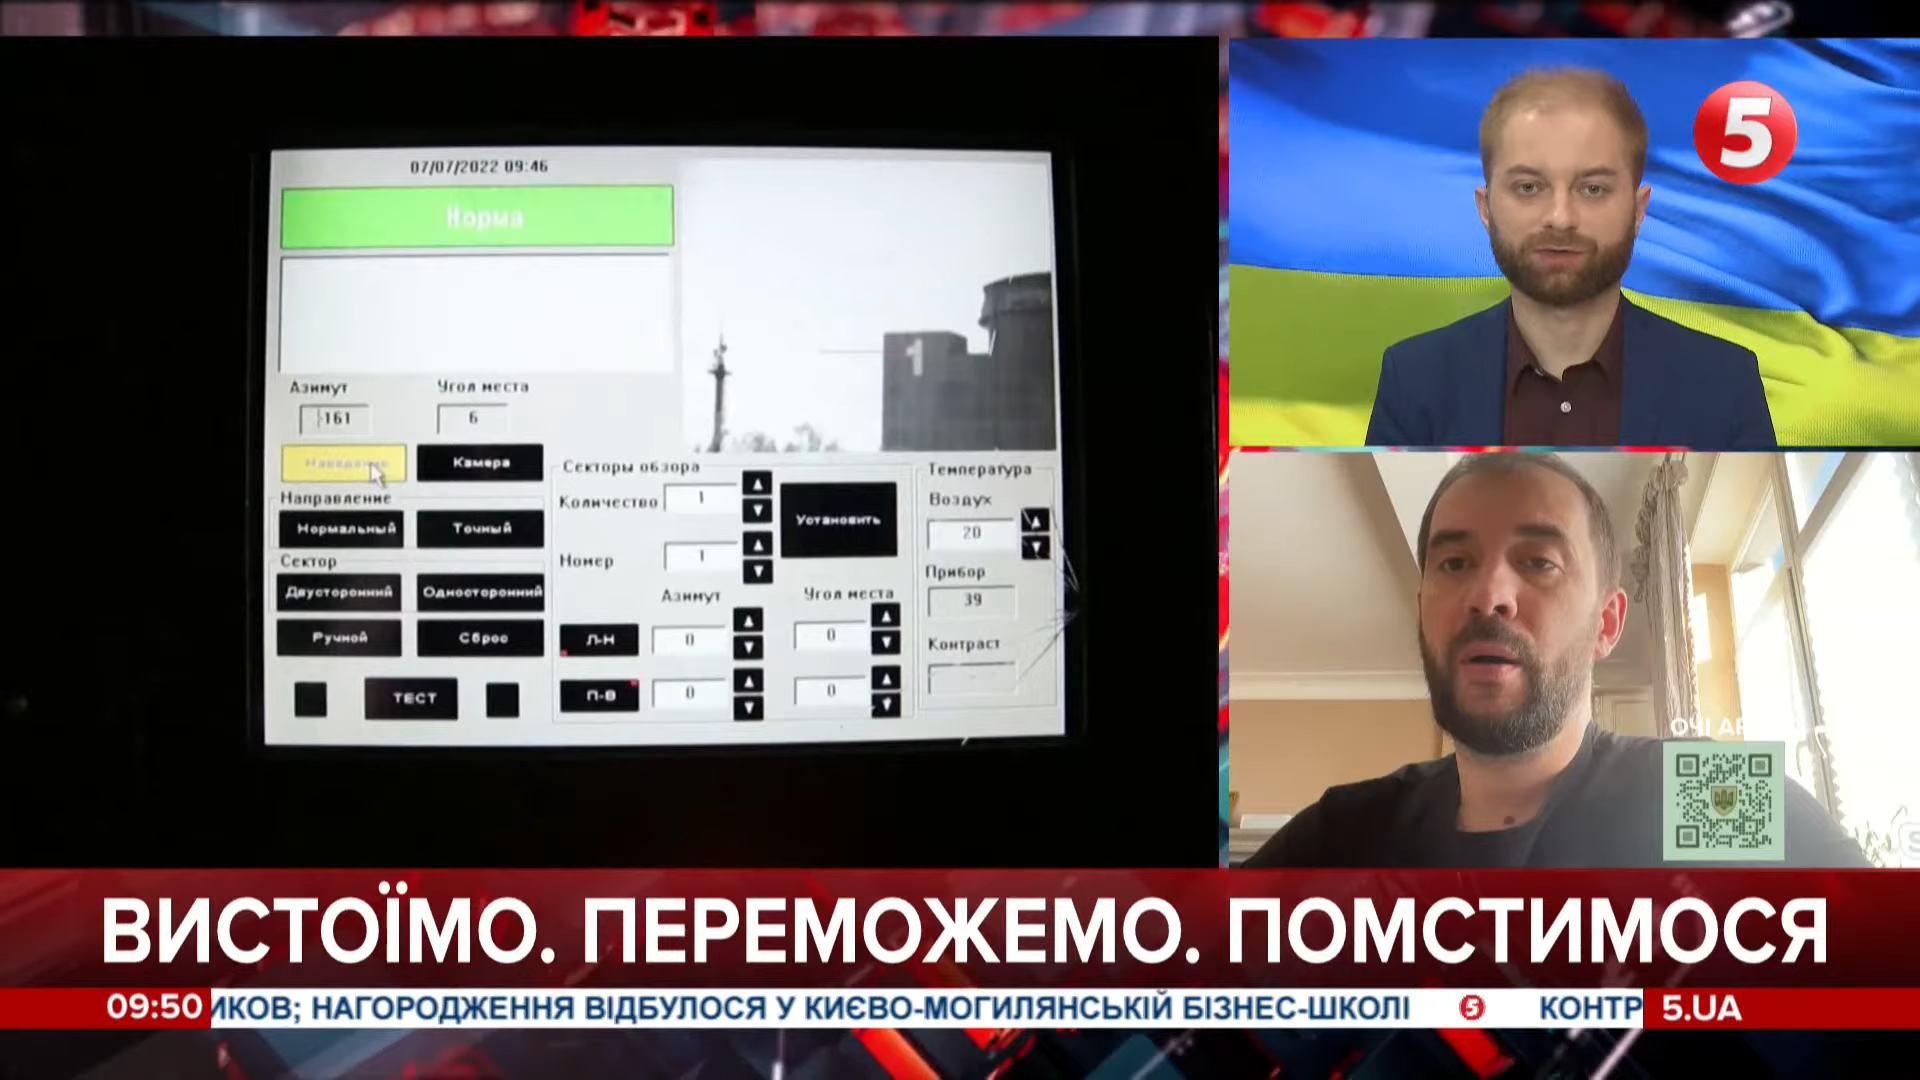 07/07/2022 09:46
Норма
1
Азимут
Угол места
161
6
Наведение
Камера
Направление
Нормальный
Точный
Сектор
Двусторонний
Односторонний
Ручной
Сброс
ТЕСТ
Секторы обзора
Количество
1
Установить
Номер
1
Азимут
Угол места
Л-Н
0
0
П-В
0
0
Температура
Воздух
20
Прибор
39
Контраст
5
ОЧІ
ВИСТОЇМО. ПЕРЕМОЖЕМО. ПОМСТИМОСЯ
09:50
ИКОВ; НАГОРОДЖЕННЯ ВІДБУЛОСЯ У КИЄВО-МОГИЛЯНСЬКІЙ БІЗНЕС-ШКОЛІ
5
КОНТР
5.UA